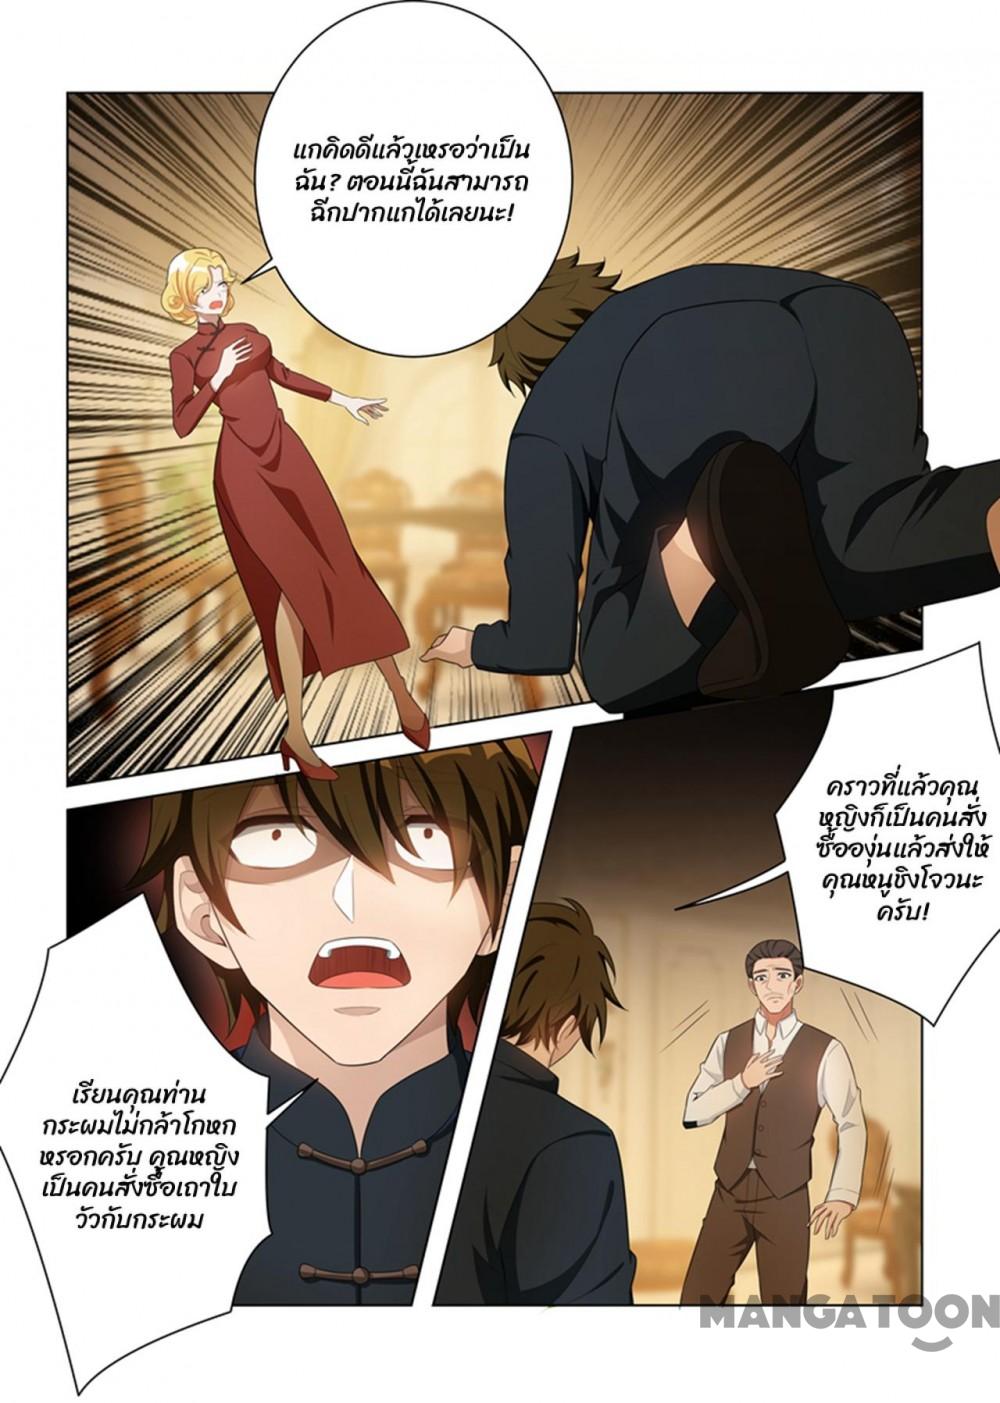 แกคิดดีแล้วเหรอว่าเป็น
ฉัน? ตอนนี้ฉันสามารถ
ฉีกปากแกได้เลยนะ!
คราวที่แล้วคุณ
หญิงก็เป็นคนสั่ง
ซื้อองุ่นแล้วส่งให้
คุณหนูชิงโจวนะ
ครับ!
เรียนคุณท่าน
กระผมไม่กล้าโกหก
หรอกครับ คุณหญิง
เป็นคนสั่งซื้อเถาใบ
วัวกับกระผม
MANGATOON